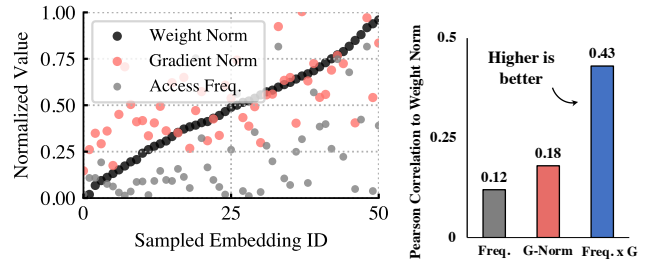 Normalized Value
1.00
0.75
0.50
0.25
0.00
Weight Norm
Gradient Norm
Access Freq.
0
25
50
Sampled Embedding ID
Pearson Correlation to Weight Norm
0.5
0.25
0
Higher is
better
0.12
0.18
0.43
Freq. G-Norm Freq. x G